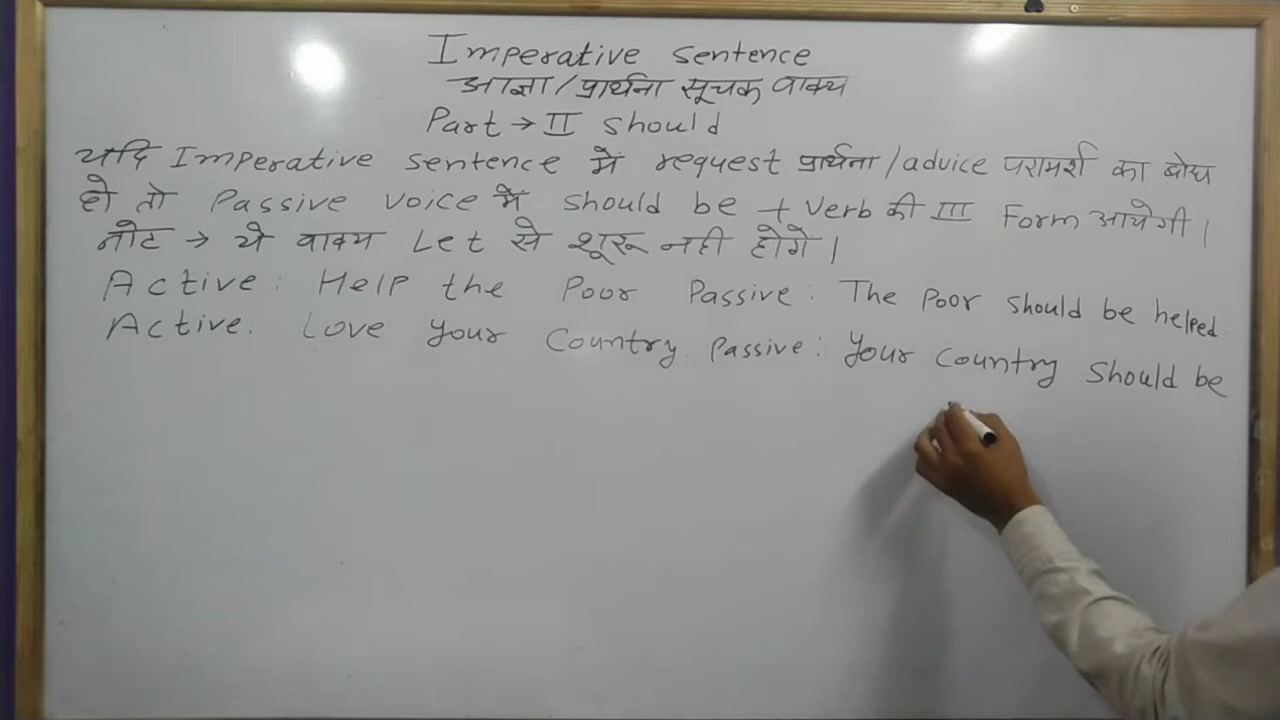 Imperative sentence
आज्ञा/प्रार्थना सूचक वाक्य
Part → II should
यदि Imperative sentence में request प्रार्थना/advice परामर्श का बोध
हो तो Passive voice में should be + Verb की III Form आयेगी।
नोट → ये वाक्य Let से शूरू नही होगे।
Active: Help the Poor Passive: The Poor should be helped
Active: Love Your Country Passive: Your Country Should be